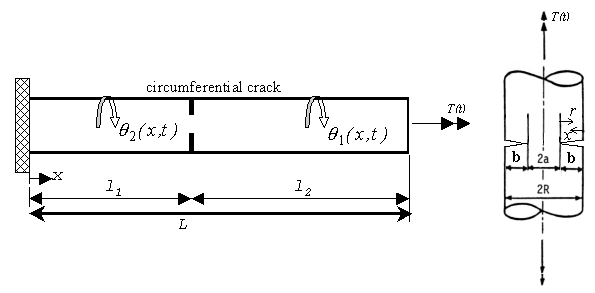 circumferential crack
T(t)
θ2(x,t)
θ1(x,t)
x
l1
l2
L
T(t)
r
x
b
2a
b
2R